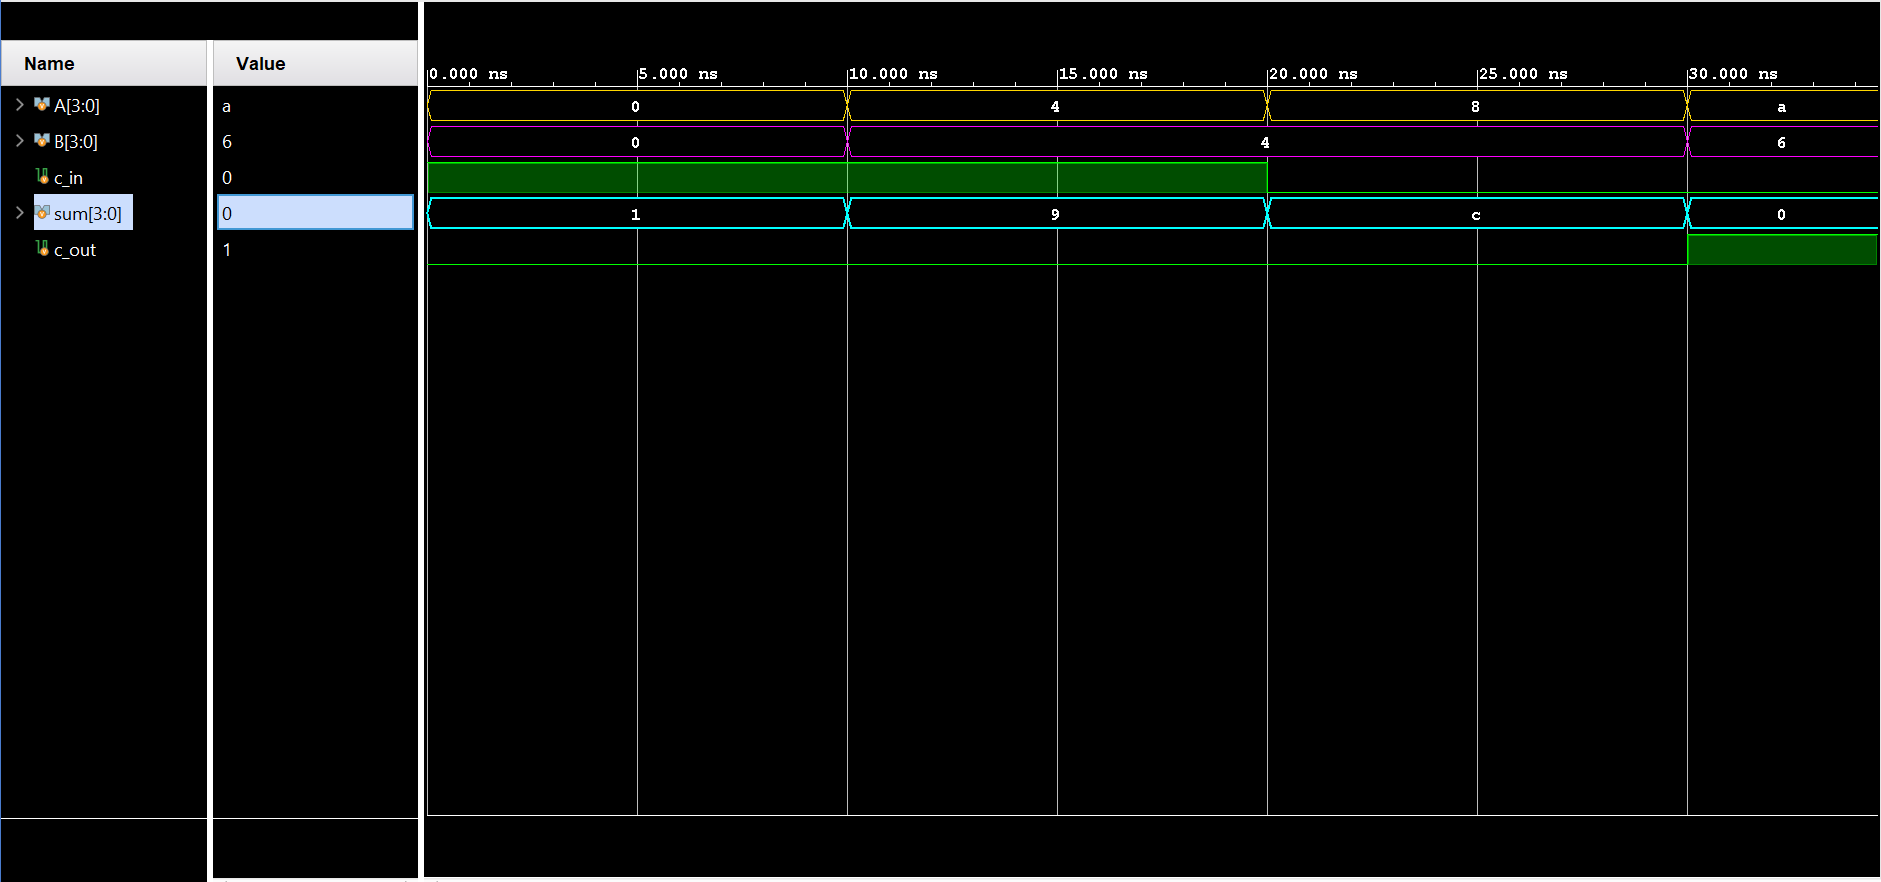 Name Value
0.000 ns 5.000 ns 10.000 ns 15.000 ns 20.000 ns 25.000 ns 30.000 ns
A[3:0] a 0 4 8 a
B[3:0] 6 0 4 6
c_in 0
sum[3:0] 0 1 9 c 0
c_out 1